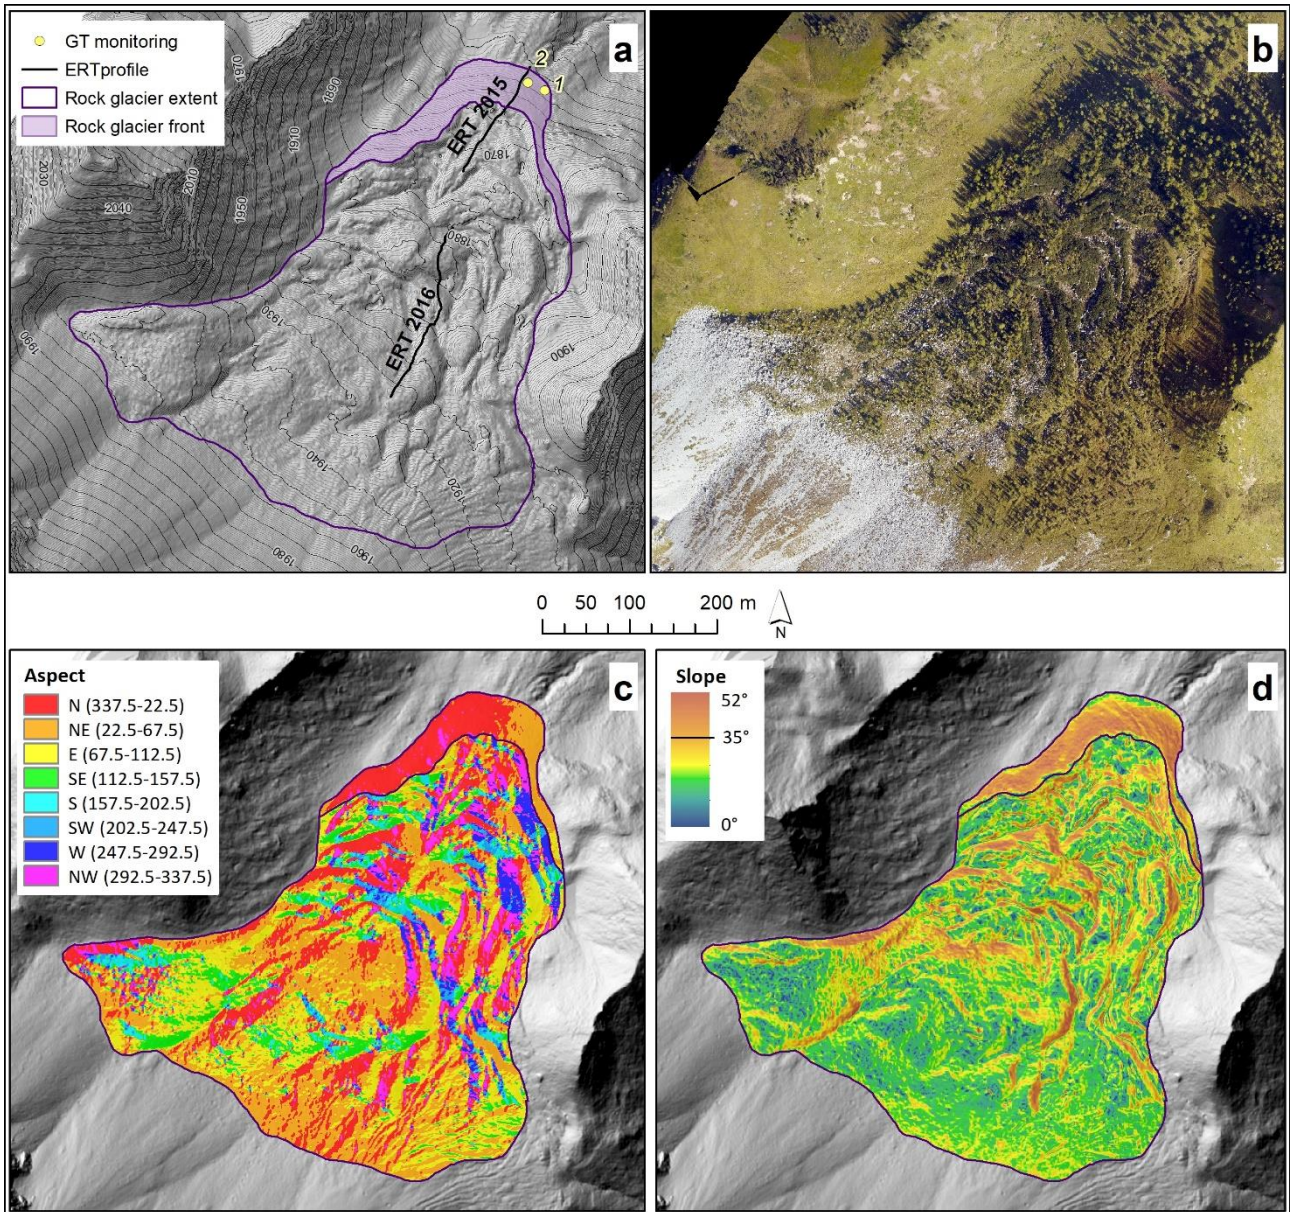 a
GT monitoring
ERTprofile
Rock glacier extent
Rock glacier front
2
1
ERT 2015
ERT 2016
1970
1890
1910
2010
1950
2030
2040
1870
1880
1930
1990
1900
1940
1920
1980
1960
b
0 50 100 200 m
N
c
Aspect
N (337.5-22.5)
NE (22.5-67.5)
E (67.5-112.5)
SE (112.5-157.5)
S (157.5-202.5)
SW (202.5-247.5)
W (247.5-292.5)
NW (292.5-337.5)
d
Slope
52°
35°
0°